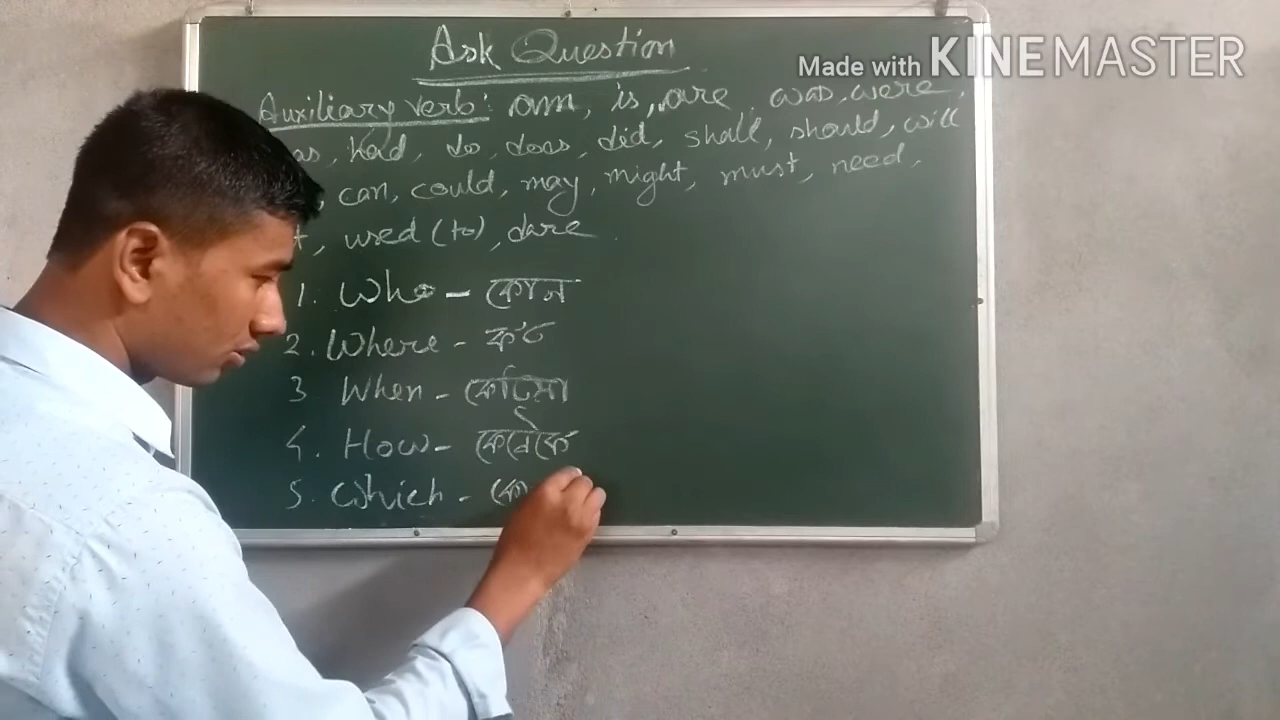 Ask Question
Made with KINEMASTER
Auxiliary verb: am, is, are, was, were,
as, had, do, does, did, shall, should, will
, can, could, may, might, must, need,
t, used (to), dare
1. Who - কোন
2. Where - ক'ত
3 When - কেতিয়া
4. How - কেনেকৈ
5. Which - কো